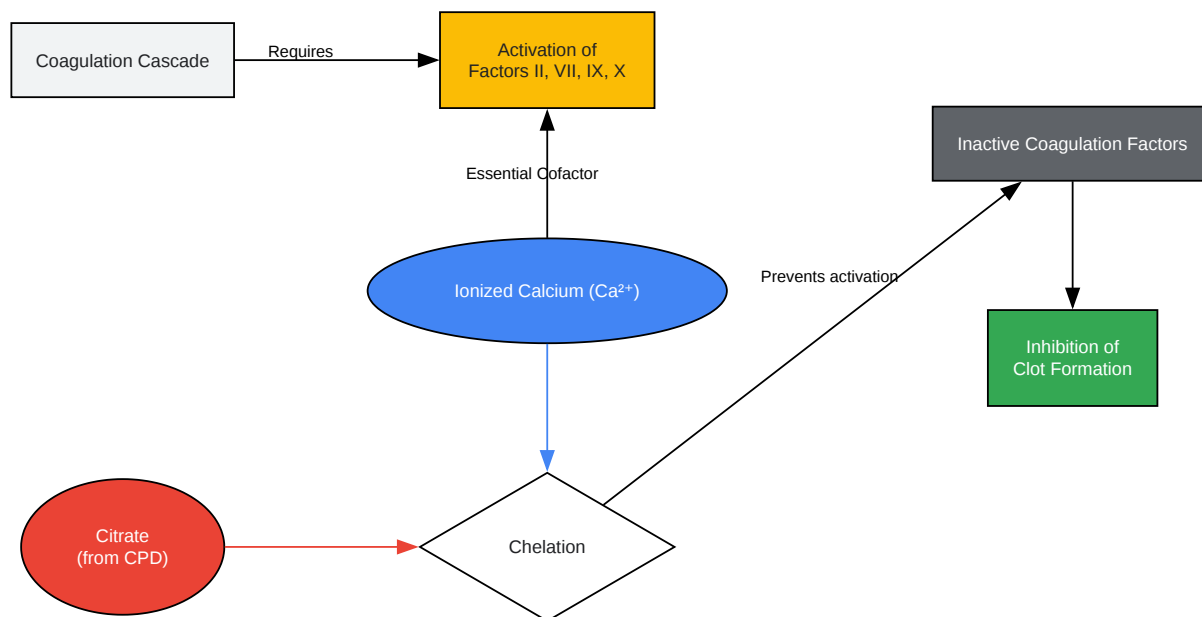 Coagulation Cascade
Requires
Activation of
Factors II, VII, IX, X
Essential Cofactor
Inactive Coagulation Factors
Ionized Calcium (Ca²⁺)
Prevents activation
Inhibition of
Clot Formation
Citrate
(from CPD)
Chelation